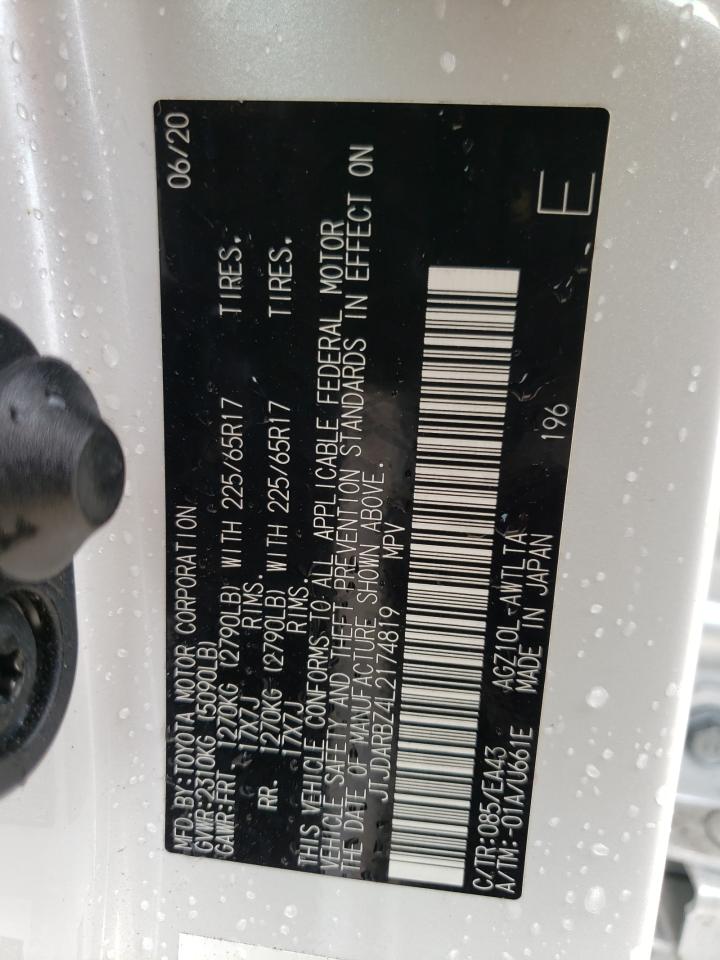 MFD.BY:TOYOTA MOTOR CORPORATION 06/20
GVWR:2310KG (5090LB)
GAWR:FRT 1270KG (2790LB) WITH 225/65R17 TIRES.
17X7J RIMS.
RR. 1270KG (2790LB) WITH 225/65R17 TIRES.
17X7J RIMS.
THIS VEHICLE CONFORMS TO ALL APPLICABLE FEDERAL MOTOR
VEHICLE SAFETY AND THEFT PREVENTION STANDARDS IN EFFECT ON
THE DATE OF MANUFACTURE SHOWN ABOVE.
JTJDARBZ4L2174819 MPV
C/TR:085/EA43 AGZ10L-AWTLTA 196
A/TM:-01A/U661E MADE IN JAPAN
E